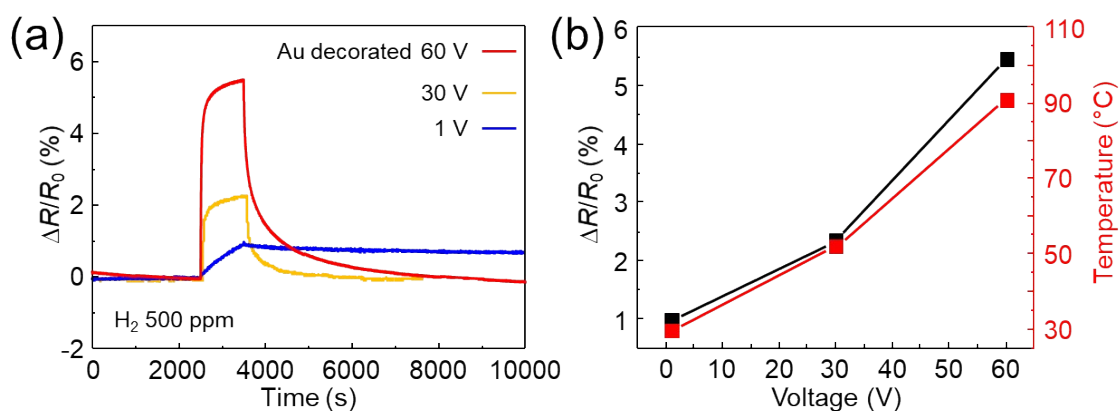 (a)
Au decorated 60 V
30 V
1 V
H2 500 ppm
ΔR/R0 (%)
6
4
2
0
−2
0 2000 4000 6000 8000 10000
Time (s)
(b)
ΔR/R0 (%)
6
5
4
3
2
1
0 10 20 30 40 50 60
Voltage (V)
110
90
70
50
30
Temperature (°C)